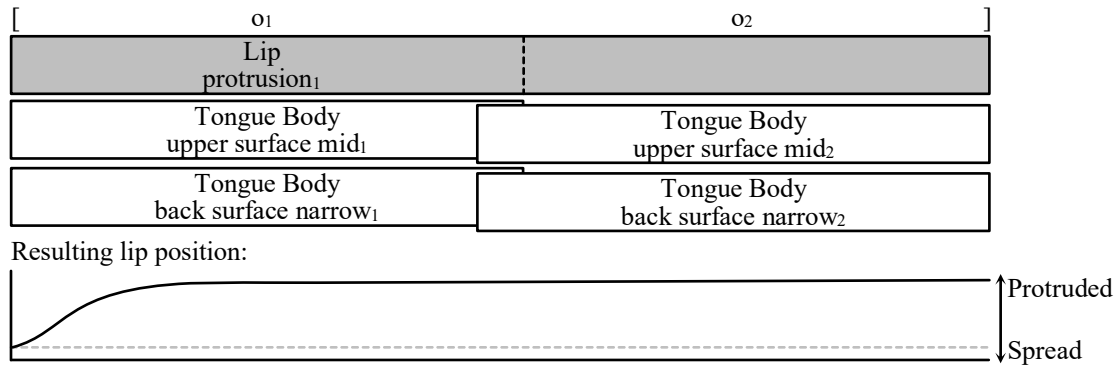 [ o₁ o₂ ]
Lip
protrusion₁
Tongue Body Tongue Body
upper surface mid₁ upper surface mid₂
Tongue Body Tongue Body
back surface narrow₁ back surface narrow₂
Resulting lip position:
Protruded
Spread